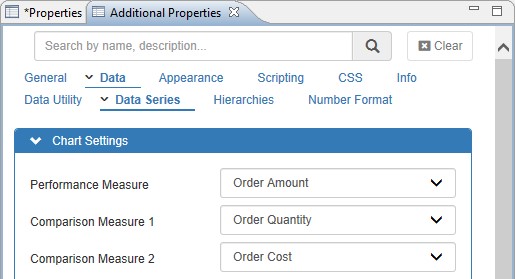 *Properties Additional Properties
Search by name, description... Clear
General Data Appearance Scripting CSS Info
Data Utility Data Series Hierarchies Number Format
Chart Settings
Performance Measure Order Amount
Comparison Measure 1 Order Quantity
Comparison Measure 2 Order Cost